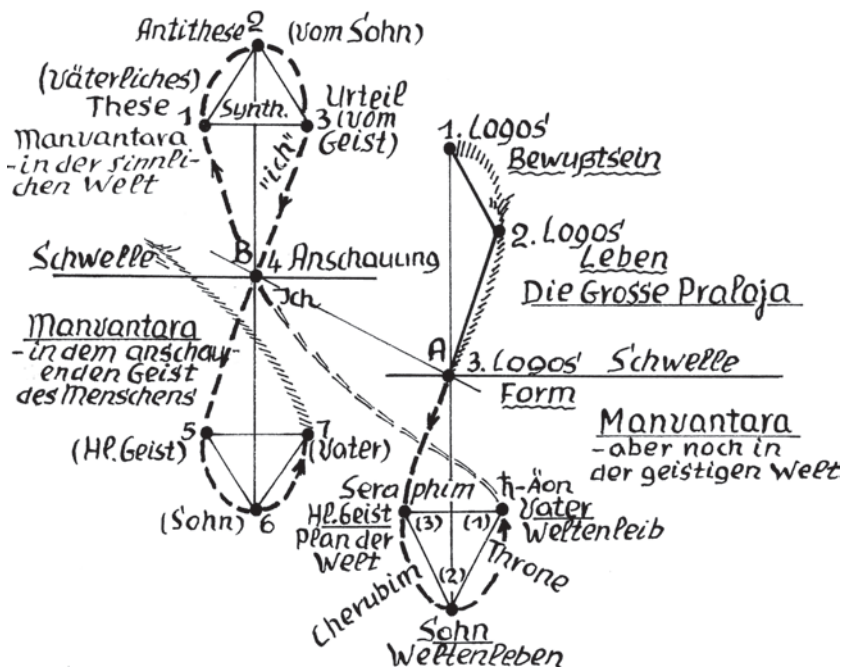 Antithese 2 (vom Sohn)
(Väterliches)
These
1
Synth.
3
Urteil
(vom
Geist)
Manvantara
-in der sinnli-
chen Welt
"ich"
B
4 Anschauung
Schwelle
Ich
Manvantara
-in dem anschau-
enden Geist
des Menschens
5
7
(Hl. Geist)
(Vater)
(Sohn) 6
1. Logos
Bewußtsein
2. Logos
Leben
Die Grosse Pralaja
A
3. Logos Schwelle
Form
Manvantara
-aber noch in
der geistigen Welt
Seraphim ♄-Äon
Hl. Geist (3) (1) Vater
Plan der Weltenleib
Welt
(2)
Cherubim
Throne
Sohn
Weltenleben